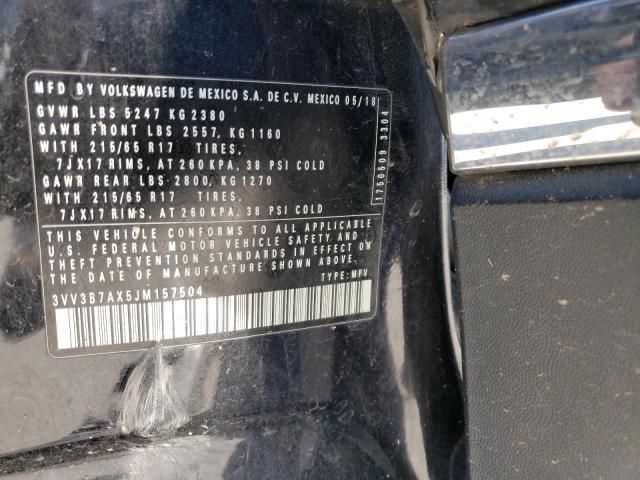 MFD BY VOLKSWAGEN DE MEXICO S.A. DE C.V. MEXICO 05/18
GVWR LBS 5247 KG 2380
GAWR FRONT LBS 2557, KG 1160
WITH 215/65 R17 TIRES,
7JX17 RIMS, AT 260 KPA, 38 PSI COLD
GAWR REAR LBS 2800, KG 1270
WITH 215/65 R17 TIRES,
7JX17 RIMS, AT 260 KPA, 38 PSI COLD
THIS VEHICLE CONFORMS TO ALL APPLICABLE
U.S. FEDERAL MOTOR VEHICLE SAFETY AND
THEFT PREVENTION STANDARDS IN EFFECT ON
THE DATE OF MANUFACTURE SHOWN ABOVE.
3VV3B7AX5JM157504 TYPE: MPV
1750509 3304